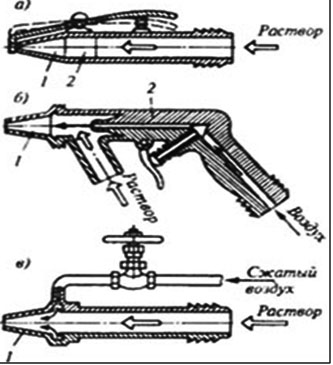 а)
Раствор
1
2
б)
2
1
Раствор
Воздух
в)
Сжатый
воздух
Раствор
1